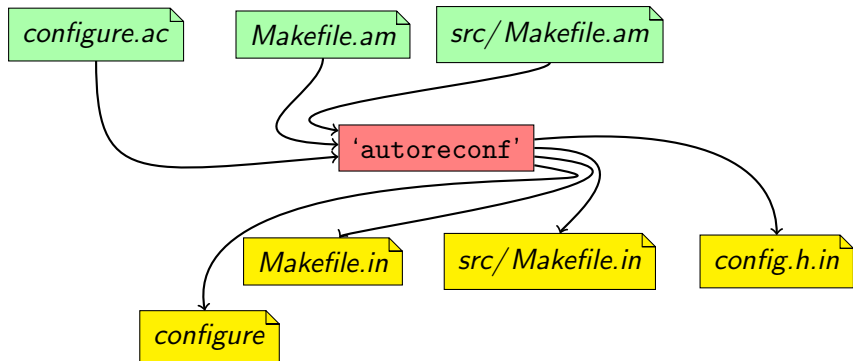 configure.ac
Makefile.am
src/Makefile.am
‘autoreconf’
Makefile.in
src/Makefile.in
config.h.in
configure